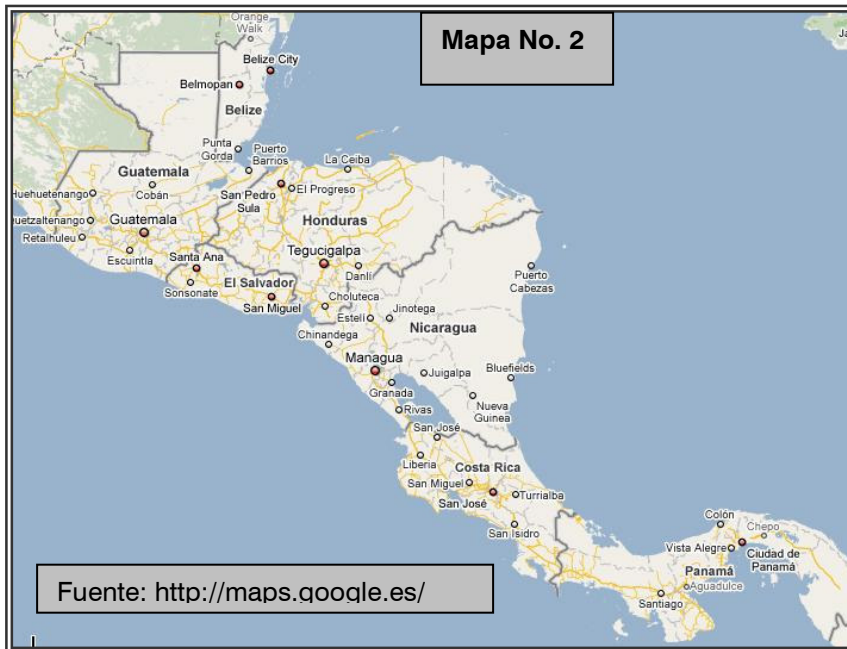 Mapa No. 2
Orange
Walk
Belize City
Belmopan
Belize
Punta
Gorda
Puerto
Barrios
La Ceiba
Guatemala
Huehuetenango
Cobán
San Pedro
Sula
El Progreso
Honduras
Guatemala
Retalhuleu
Escuintla
Santa Ana
Tegucigalpa
Danlí
El Salvador
Sonsonate
San Miguel
Choluteca
Puerto
Cabezas
Estelí
Jinotega
Nicaragua
Chinandega
Managua
Juigalpa
Bluefields
Granada
Nueva
Guinea
Rivas
San José
Liberia
Costa Rica
San Miguel
San José
Turrialba
San Isidro
Colón
Chepo
Vista Alegre
Ciudad de
Panamá
Panamá
Aguadulce
Santiago
Fuente: http://maps.google.es/